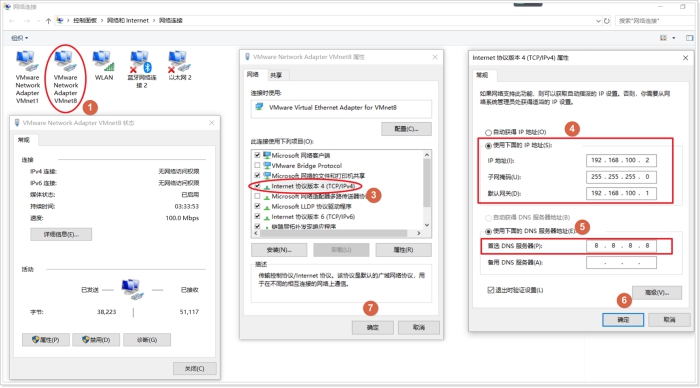 控制面板 › 网络和 Internet › 网络连接
搜索"网络连接"
组织
VMware Network Adapter VMnet1
VMware Network Adapter VMnet8
WLAN
蓝牙网络连接 2
以太网 2
1
VMware Network Adapter VMnet8 状态
常规
连接
IPv4 连接:
无网络访问权限
IPv6 连接:
无网络访问权限
媒体状态:
已启用
持续时间:
03:33:53
速度:
100.0 Mbps
详细信息(E)...
活动
已发送
已接收
字节:
38,223
51,117
属性(P)
禁用(D)
诊断(G)
关闭(C)
VMware Network Adapter VMnet8 属性
网络
共享
连接时使用:
VMware Virtual Ethernet Adapter for VMnet8
配置(C)...
此连接使用下列项目(O):
Microsoft 网络客户端
VMware Bridge Protocol
Microsoft 网络的文件和打印机共享
Internet 协议版本 4 (TCP/IPv4)
Microsoft 网络适配器多路传送器协
Microsoft LLDP 协议驱动程序
Internet 协议版本 6 (TCP/IPv6)
链路层拓扑发现响应程序
3
安装(N)...
卸载(U)
属性(R)
描述
传输控制协议/Internet 协议。该协议是默认的广域网络协议,用
于在不同的相互连接的网络上通信。
7
确定
取消
Internet 协议版本 4 (TCP/IPv4) 属性
常规
如果网络支持此功能,则可以获取自动指派的 IP 设置。否则,你需要从网
络系统管理员处获得适当的 IP 设置。
自动获得 IP 地址(O)
4
使用下面的 IP 地址(S):
IP 地址(I):
192 . 168 . 100 . 2
子网掩码(U):
255 . 255 . 255 . 0
默认网关(D):
192 . 168 . 100 . 1
自动获得 DNS 服务器地址(B)
使用下面的 DNS 服务器地址(E):
5
首选 DNS 服务器(P):
8 . 8 . 8 . 8
备用 DNS 服务器(A):
. . .
退出时验证设置(L)
高级(V)...
6
确定
取消